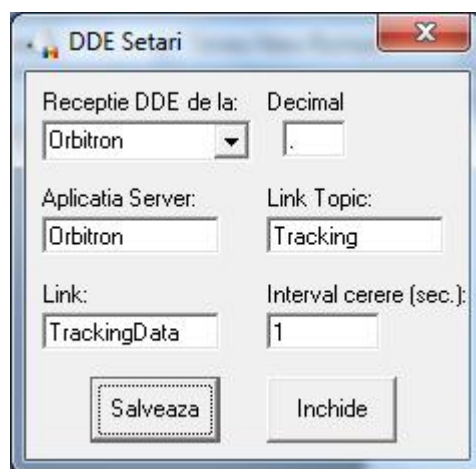 DDE Setari
Receptie DDE de la: Decimal
Orbitron .
Aplicatia Server: Link Topic:
Orbitron Tracking
Link: Interval cerere (sec.):
TrackingData 1
Salveaza Inchide